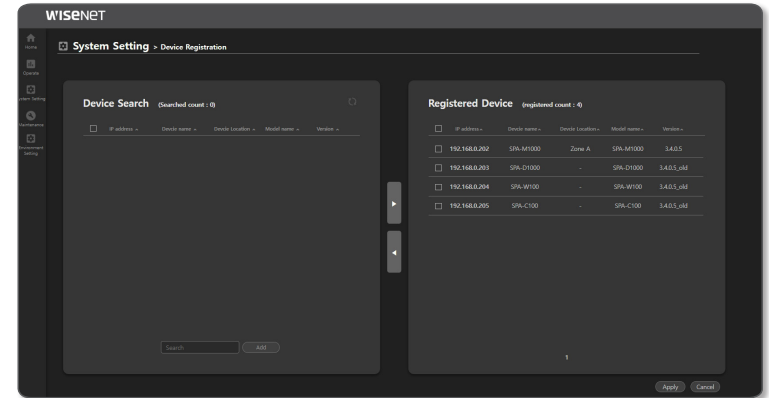 WISENET
Home
Operate
System Setting
Maintenance
Environment
Setting
System Setting > Device Registration
Device Search (Searched count : 0)
IP address Device name Device Location Model name Version
Search Add
Registered Device (registered count : 4)
IP address Device name Device Location Model name Version
192.168.0.202 SPA-M1000 Zone A SPA-M1000 3.4.0.5
192.168.0.203 SPA-D1000 - SPA-D1000 3.4.0.5_old
192.168.0.204 SPA-W100 - SPA-W100 3.4.0.5_old
192.168.0.205 SPA-C100 - SPA-C100 3.4.0.5_old
1
Apply Cancel